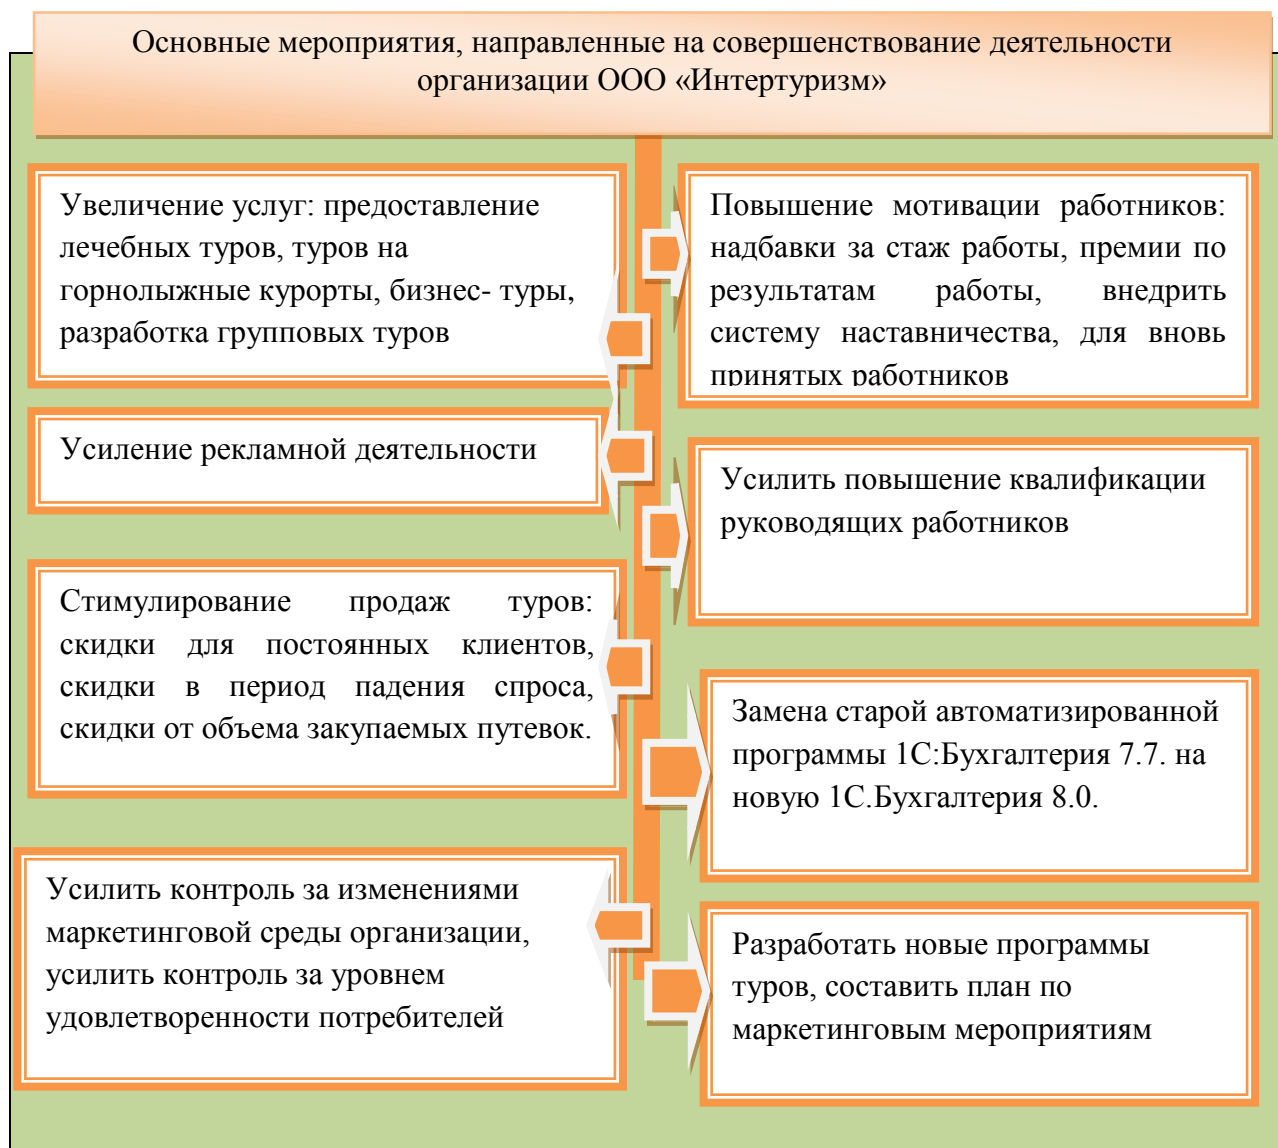 Основные мероприятия, направленные на совершенствование деятельности
организации ООО «Интертуризм»
Увеличение услуг: предоставление
лечебных туров, туров на
горнолыжные курорты, бизнес- туры,
разработка групповых туров
Усиление рекламной деятельности
Стимулирование продаж туров:
скидки для постоянных клиентов,
скидки в период падения спроса,
скидки от объема закупаемых путевок.
Усилить контроль за изменениями
маркетинговой среды организации,
усилить контроль за уровнем
удовлетворенности потребителей
Повышение мотивации работников:
надбавки за стаж работы, премии по
результатам работы, внедрить
систему наставничества, для вновь
принятых работников
Усилить повышение квалификации
руководящих работников
Замена старой автоматизированной
программы 1С:Бухгалтерия 7.7. на
новую 1С.Бухгалтерия 8.0.
Разработать новые программы
туров, составить план по
маркетинговым мероприятиям